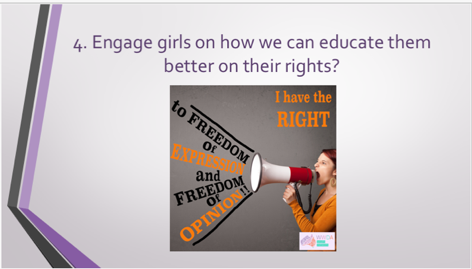 4. Engage girls on how we can educate them
better on their rights?
I have the
RIGHT
to FREEDOM
of
EXPRESSION
and
FREEDOM
of
OPINION!!